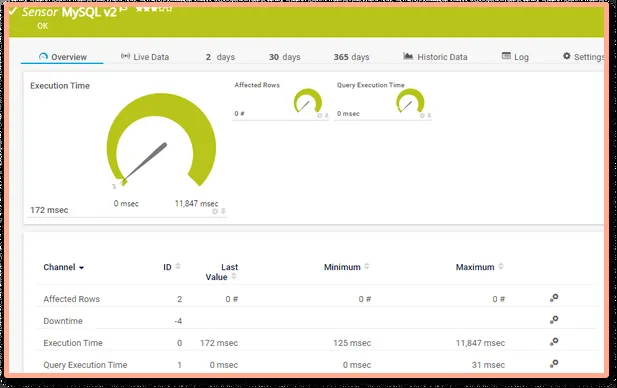 Sensor MySQL v2
OK
Overview
Live Data
2 days
30 days
365 days
Historic Data
Log
Settings
Execution Time
172 msec
0 msec
11,847 msec
Affected Rows
0 #
Query Execution Time
0 msec
Channel ID Last Value Minimum Maximum
Affected Rows 2 0 # 0 # 0 #
Downtime -4
Execution Time 0 172 msec 125 msec 11,847 msec
Query Execution Time 1 0 msec 0 msec 31 msec